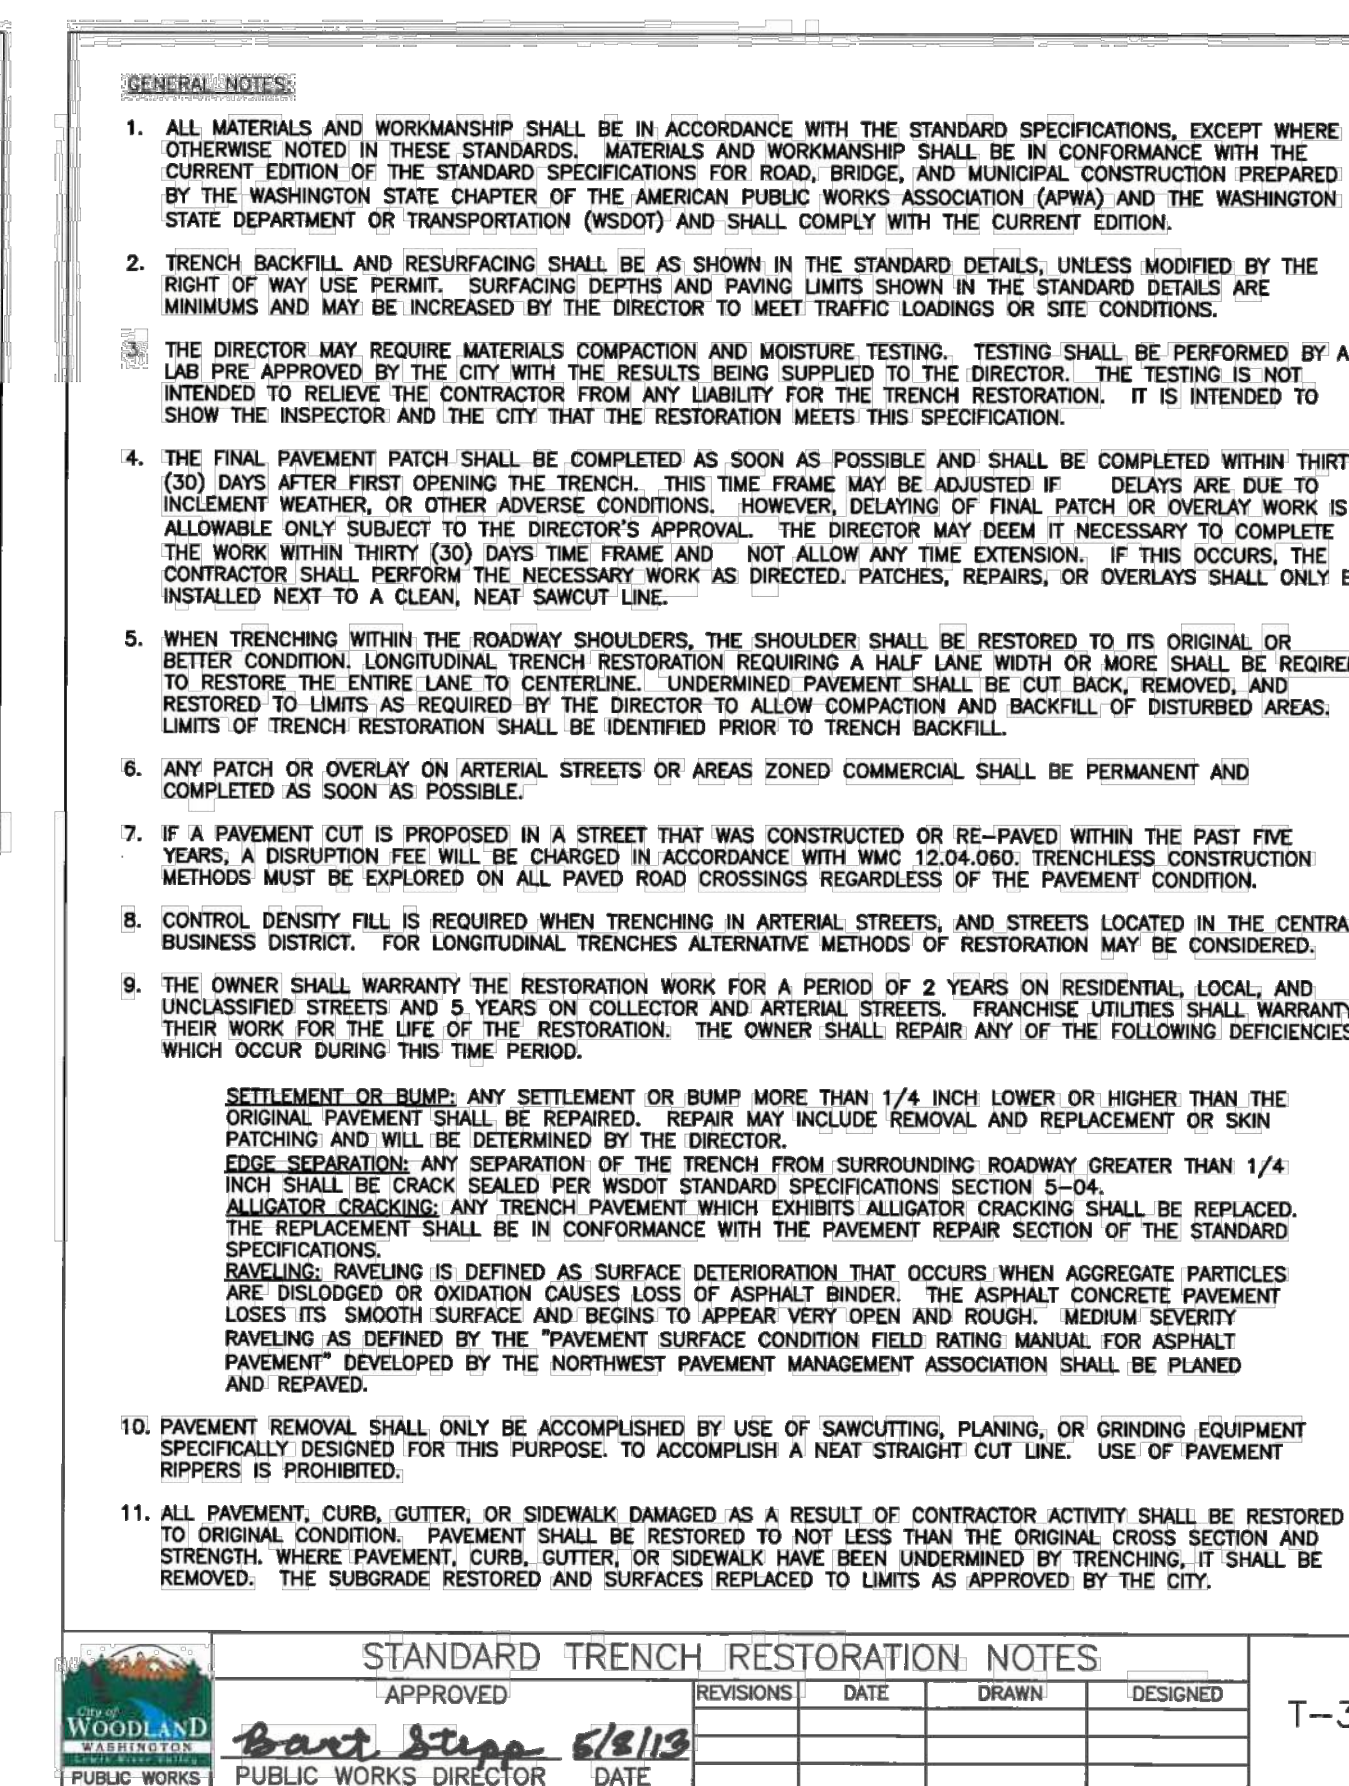 GENERAL NOTES:
1. ALL MATERIALS AND WORKMANSHIP SHALL BE IN ACCORDANCE WITH THE STANDARD SPECIFICATIONS, EXCEPT WHERE
OTHERWISE NOTED IN THESE STANDARDS. MATERIALS AND WORKMANSHIP SHALL BE IN CONFORMANCE WITH THE
CURRENT EDITION OF THE STANDARD SPECIFICATIONS FOR ROAD, BRIDGE, AND MUNICIPAL CONSTRUCTION PREPARED
BY THE WASHINGTON STATE CHAPTER OF THE AMERICAN PUBLIC WORKS ASSOCIATION (APWA) AND THE WASHINGTON
STATE DEPARTMENT OR TRANSPORTATION (WSDOT) AND SHALL COMPLY WITH THE CURRENT EDITION.
2. TRENCH BACKFILL AND RESURFACING SHALL BE AS SHOWN IN THE STANDARD DETAILS, UNLESS MODIFIED BY THE
RIGHT OF WAY USE PERMIT. SURFACING DEPTHS AND PAVING LIMITS SHOWN IN THE STANDARD DETAILS ARE
MINIMUMS AND MAY BE INCREASED BY THE DIRECTOR TO MEET TRAFFIC LOADINGS OR SITE CONDITIONS.
3. THE DIRECTOR MAY REQUIRE MATERIALS COMPACTION AND MOISTURE TESTING. TESTING SHALL BE PERFORMED BY A
LAB PRE APPROVED BY THE CITY WITH THE RESULTS BEING SUPPLIED TO THE DIRECTOR. THE TESTING IS NOT
INTENDED TO RELIEVE THE CONTRACTOR FROM ANY LIABILITY FOR THE TRENCH RESTORATION. IT IS INTENDED TO
SHOW THE INSPECTOR AND THE CITY THAT THE RESTORATION MEETS THIS SPECIFICATION.
4. THE FINAL PAVEMENT PATCH SHALL BE COMPLETED AS SOON AS POSSIBLE AND SHALL BE COMPLETED WITHIN THIRT
(30) DAYS AFTER FIRST OPENING THE TRENCH. THIS TIME FRAME MAY BE ADJUSTED IF DELAYS ARE DUE TO
INCLEMENT WEATHER, OR OTHER ADVERSE CONDITIONS. HOWEVER, DELAYING OF FINAL PATCH OR OVERLAY WORK IS
ALLOWABLE ONLY SUBJECT TO THE DIRECTOR'S APPROVAL. THE DIRECTOR MAY DEEM IT NECESSARY TO COMPLETE
THE WORK WITHIN THIRTY (30) DAYS TIME FRAME AND NOT ALLOW ANY TIME EXTENSION. IF THIS OCCURS, THE
CONTRACTOR SHALL PERFORM THE NECESSARY WORK AS DIRECTED. PATCHES, REPAIRS, OR OVERLAYS SHALL ONLY
INSTALLED NEXT TO A CLEAN, NEAT SAWCUT LINE.
5. WHEN TRENCHING WITHIN THE ROADWAY SHOULDERS, THE SHOULDER SHALL BE RESTORED TO ITS ORIGINAL OR
BETTER CONDITION. LONGITUDINAL TRENCH RESTORATION REQUIRING A HALF LANE WIDTH OR MORE SHALL BE REQIRE
TO RESTORE THE ENTIRE LANE TO CENTERLINE. UNDERMINED PAVEMENT SHALL BE CUT BACK, REMOVED, AND
RESTORED TO LIMITS AS REQUIRED BY THE DIRECTOR TO ALLOW COMPACTION AND BACKFILL OF DISTURBED AREAS.
LIMITS OF TRENCH RESTORATION SHALL BE IDENTIFIED PRIOR TO TRENCH BACKFILL.
6. ANY PATCH OR OVERLAY ON ARTERIAL STREETS OR AREAS ZONED COMMERCIAL SHALL BE PERMANENT AND
COMPLETED AS SOON AS POSSIBLE.
7. IF A PAVEMENT CUT IS PROPOSED IN A STREET THAT WAS CONSTRUCTED OR RE-PAVED WITHIN THE PAST FIVE
YEARS, A DISRUPTION FEE WILL BE CHARGED IN ACCORDANCE WITH WMC 12.04.060. TRENCHLESS CONSTRUCTION
METHODS MUST BE EXPLORED ON ALL PAVED ROAD CROSSINGS REGARDLESS OF THE PAVEMENT CONDITION.
8. CONTROL DENSITY FILL IS REQUIRED WHEN TRENCHING IN ARTERIAL STREETS, AND STREETS LOCATED IN THE CENTRA
BUSINESS DISTRICT. FOR LONGITUDINAL TRENCHES ALTERNATIVE METHODS OF RESTORATION MAY BE CONSIDERED.
9. THE OWNER SHALL WARRANTY THE RESTORATION WORK FOR A PERIOD OF 2 YEARS ON RESIDENTIAL, LOCAL, AND
UNCLASSIFIED STREETS AND 5 YEARS ON COLLECTOR AND ARTERIAL STREETS. FRANCHISE UTILITIES SHALL WARRANTY
THEIR WORK FOR THE LIFE OF THE RESTORATION. THE OWNER SHALL REPAIR ANY OF THE FOLLOWING DEFICIENCIES
WHICH OCCUR DURING THIS TIME PERIOD.
SETTLEMENT OR BUMP: ANY SETTLEMENT OR BUMP MORE THAN 1/4 INCH LOWER OR HIGHER THAN THE
ORIGINAL PAVEMENT SHALL BE REPAIRED. REPAIR MAY INCLUDE REMOVAL AND REPLACEMENT OR SKIN
PATCHING AND WILL BE DETERMINED BY THE DIRECTOR.
EDGE SEPARATION: ANY SEPARATION OF THE TRENCH FROM SURROUNDING ROADWAY GREATER THAN 1/4
INCH SHALL BE CRACK SEALED PER WSDOT STANDARD SPECIFICATIONS SECTION 5-04.
ALLIGATOR CRACKING: ANY TRENCH PAVEMENT WHICH EXHIBITS ALLIGATOR CRACKING SHALL BE REPLACED.
THE REPLACEMENT SHALL BE IN CONFORMANCE WITH THE PAVEMENT REPAIR SECTION OF THE STANDARD
SPECIFICATIONS.
RAVELING: RAVELING IS DEFINED AS SURFACE DETERIORATION THAT OCCURS WHEN AGGREGATE PARTICLES
ARE DISLODGED OR OXIDATION CAUSES LOSS OF ASPHALT BINDER. THE ASPHALT CONCRETE PAVEMENT
LOSES ITS SMOOTH SURFACE AND BEGINS TO APPEAR VERY OPEN AND ROUGH. MEDIUM SEVERITY
RAVELING AS DEFINED BY THE "PAVEMENT SURFACE CONDITION FIELD RATING MANUAL FOR ASPHALT
PAVEMENT" DEVELOPED BY THE NORTHWEST PAVEMENT MANAGEMENT ASSOCIATION SHALL BE PLANED
AND REPAVED.
10. PAVEMENT REMOVAL SHALL ONLY BE ACCOMPLISHED BY USE OF SAWCUTTING, PLANING, OR GRINDING EQUIPMENT
SPECIFICALLY DESIGNED FOR THIS PURPOSE. TO ACCOMPLISH A NEAT STRAIGHT CUT LINE. USE OF PAVEMENT
RIPPERS IS PROHIBITED.
11. ALL PAVEMENT, CURB, GUTTER, OR SIDEWALK DAMAGED AS A RESULT OF CONTRACTOR ACTIVITY SHALL BE RESTORED
TO ORIGINAL CONDITION. PAVEMENT SHALL BE RESTORED TO NOT LESS THAN THE ORIGINAL CROSS SECTION AND
STRENGTH. WHERE PAVEMENT, CURB, GUTTER, OR SIDEWALK HAVE BEEN UNDERMINED BY TRENCHING, IT SHALL BE
REMOVED. THE SUBGRADE RESTORED AND SURFACES REPLACED TO LIMITS AS APPROVED BY THE CITY.
City of
WOODLAND
WASHINGTON
Lewis River Valley
PUBLIC WORKS
STANDARD TRENCH RESTORATION NOTES
APPROVED
Bart Stepp 5/8/13
PUBLIC WORKS DIRECTOR DATE
REVISIONS DATE DRAWN DESIGNED
T-3